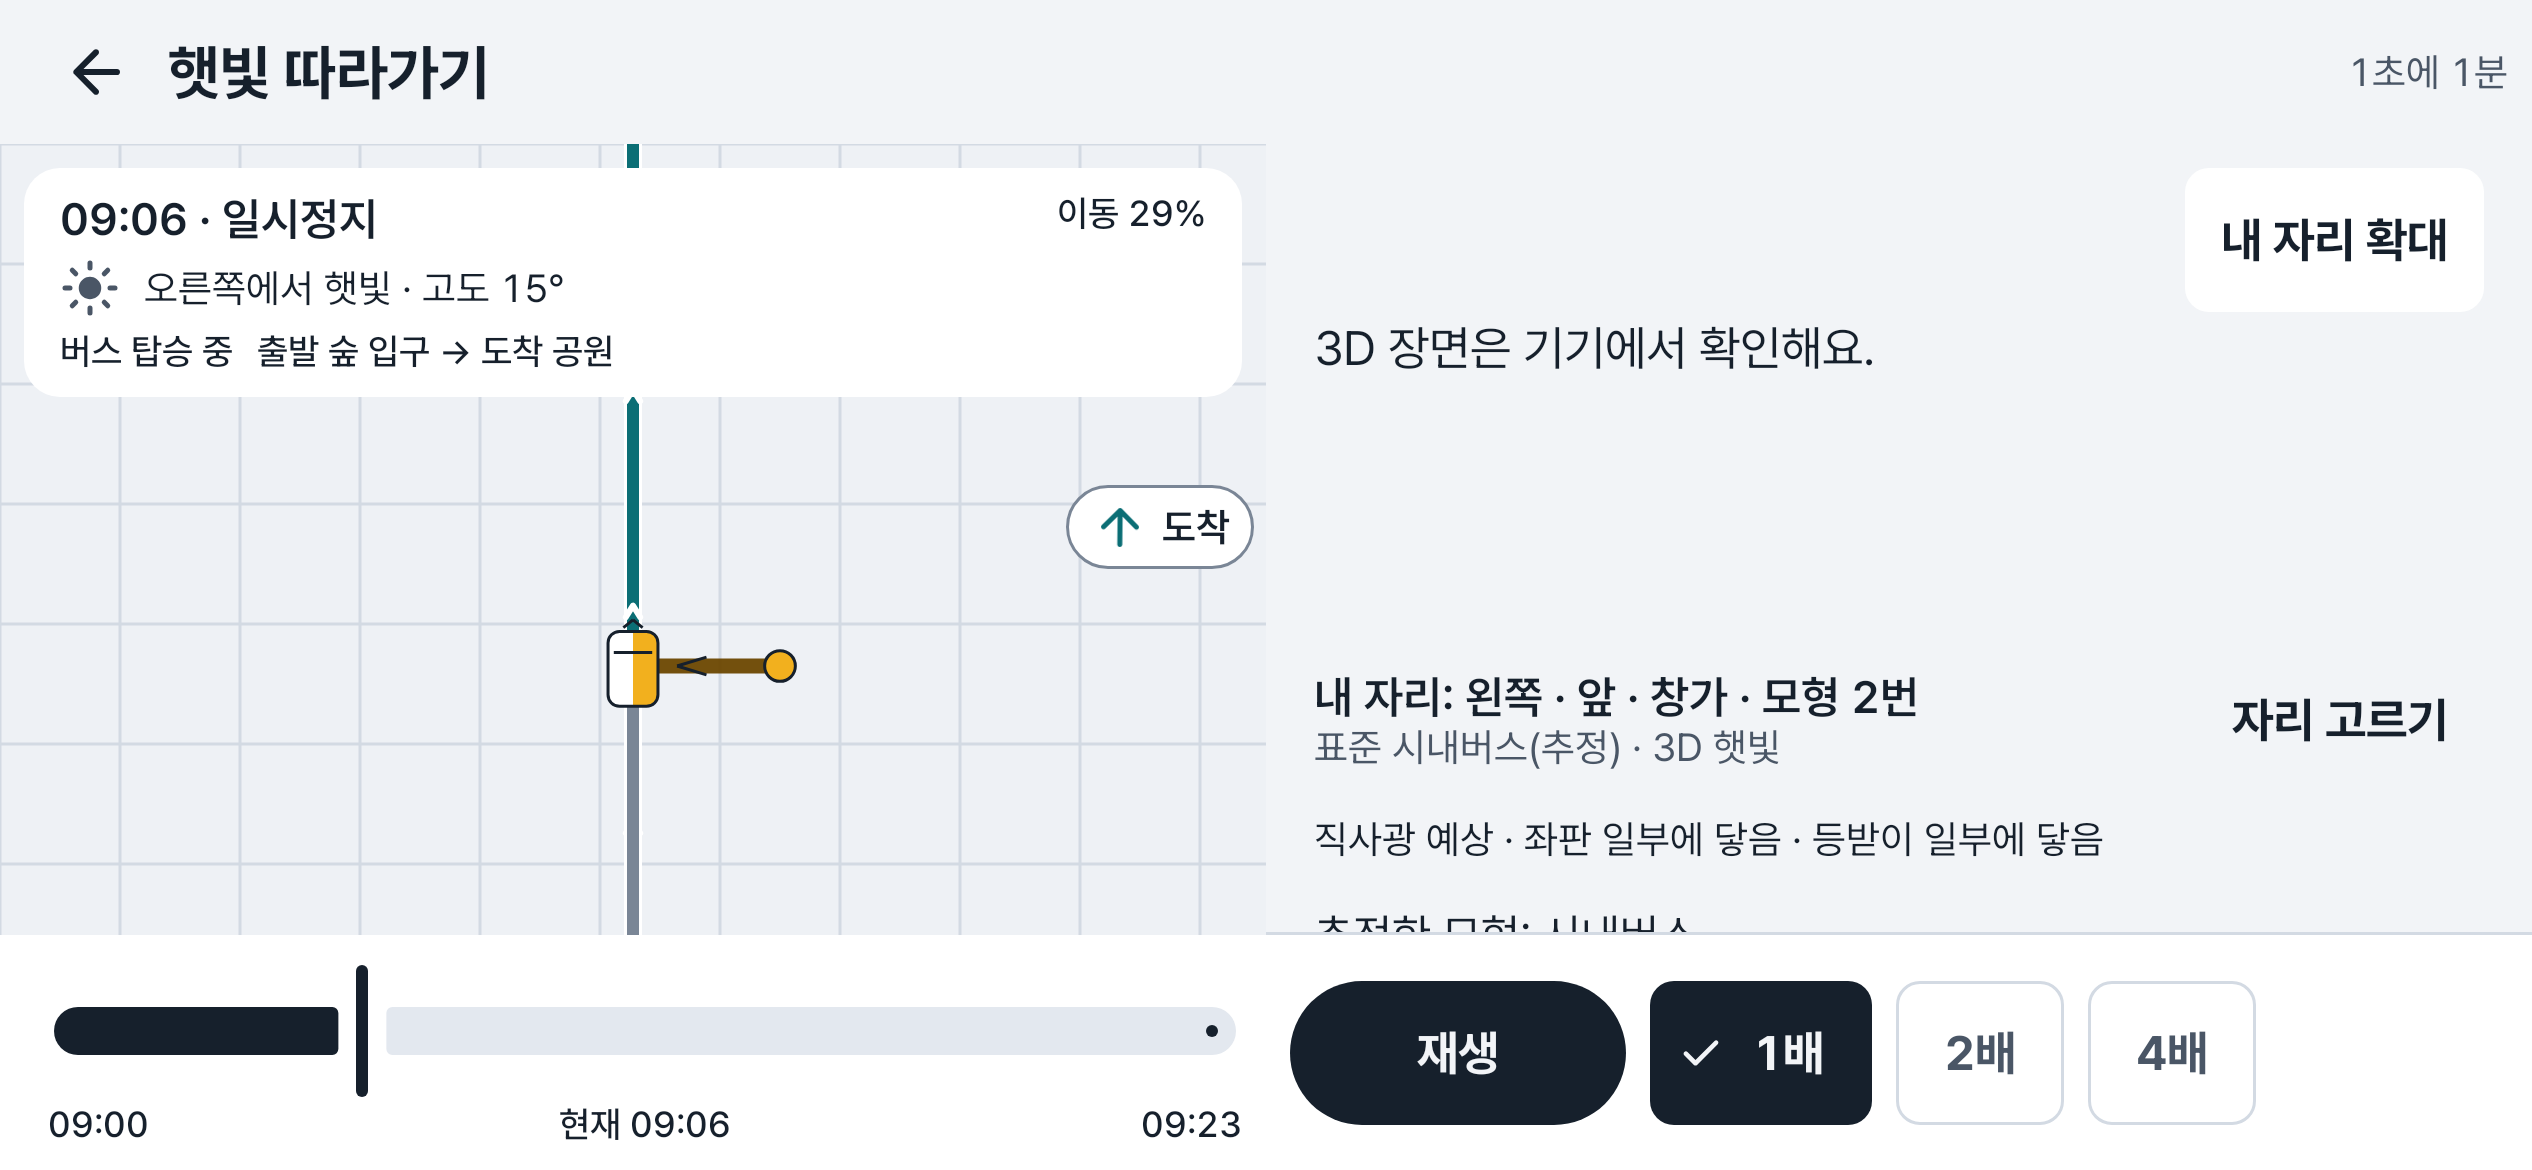 햇빛 따라가기
1초에 1분
09:06 · 일시정지
이동 29%
오른쪽에서 햇빛 · 고도 15°
버스 탑승 중 출발 숲 입구 → 도착 공원
도착
09:00
현재 09:06
09:23
내 자리 확대
3D 장면은 기기에서 확인해요.
내 자리: 왼쪽 · 앞 · 창가 · 모형 2번
표준 시내버스(추정) · 3D 햇빛
자리 고르기
직사광 예상 · 좌판 일부에 닿음 · 등받이 일부에 닿음
재생
1배
2배
4배